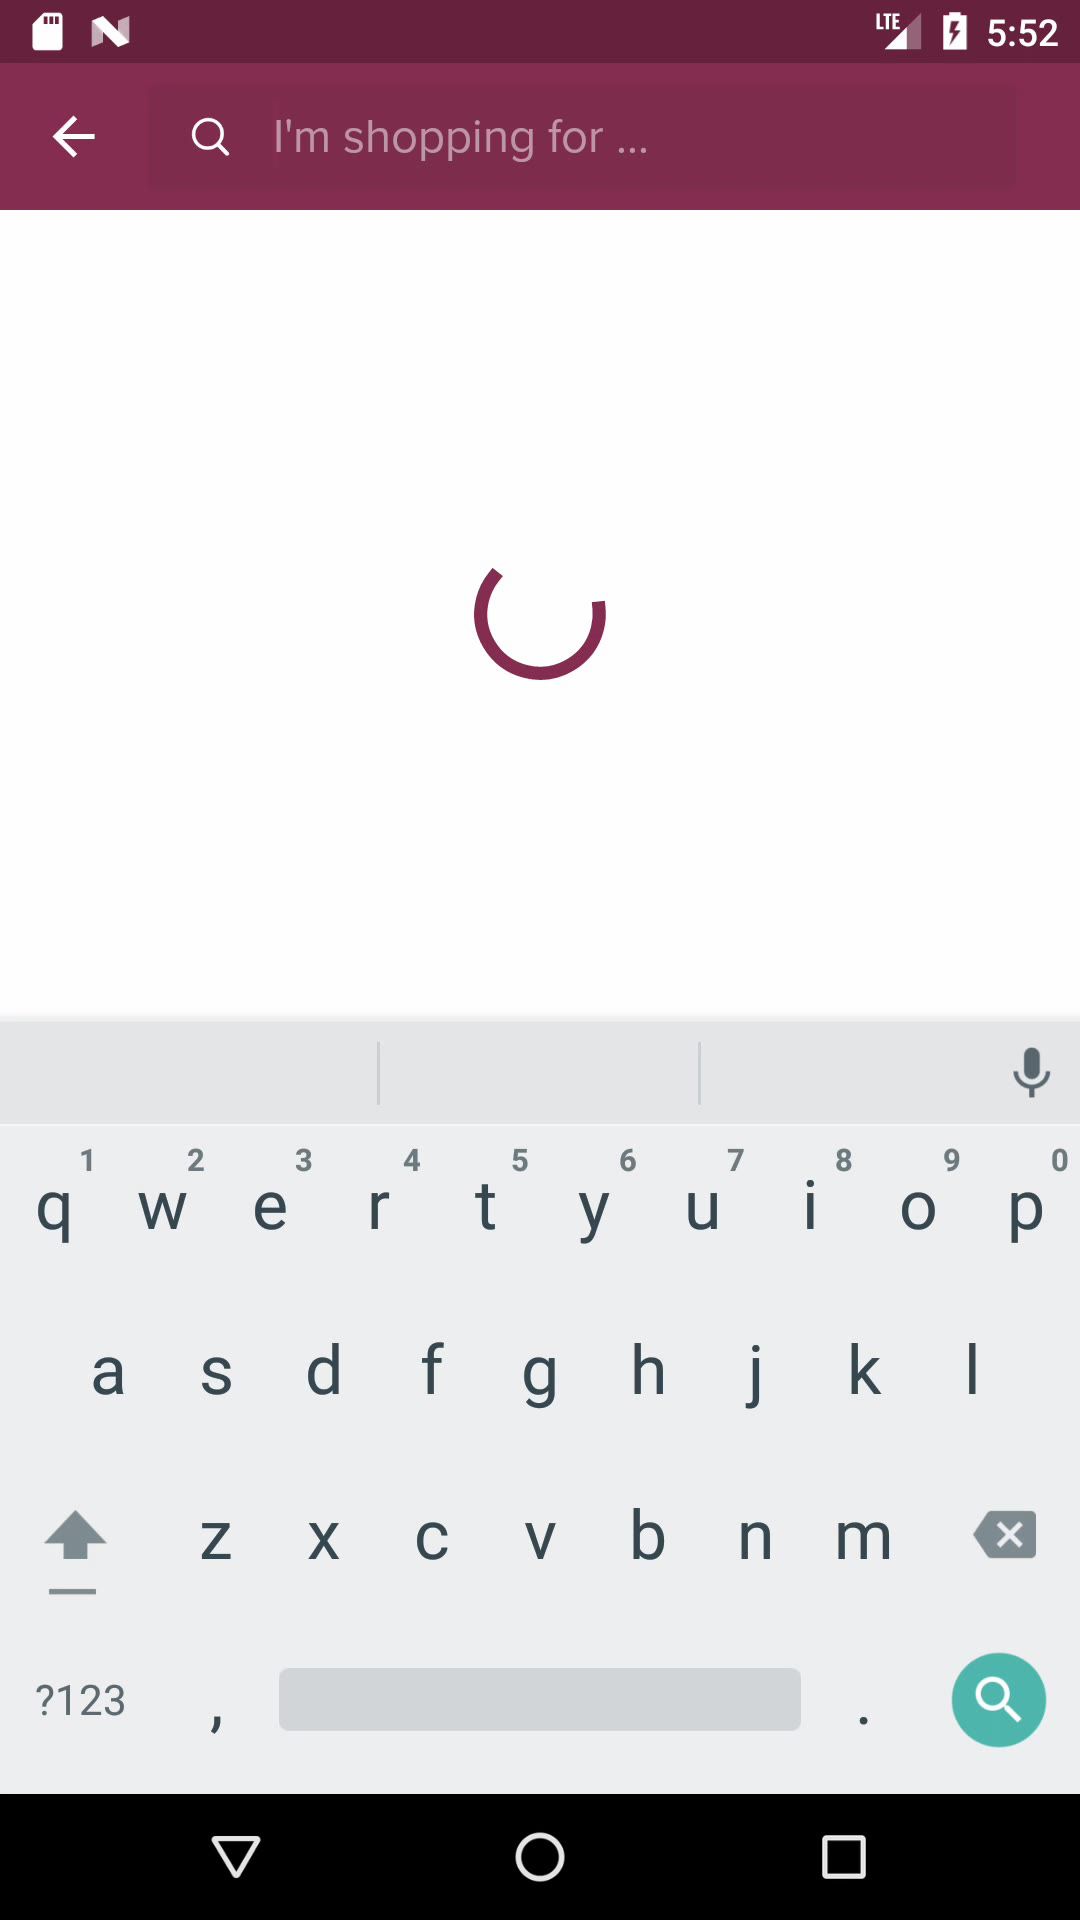 LTE 5:52
I'm shopping for ...
1 2 3 4 5 6 7 8 9 0
q w e r t y u i o p
a s d f g h j k l
z x c v b n m
?123 , .